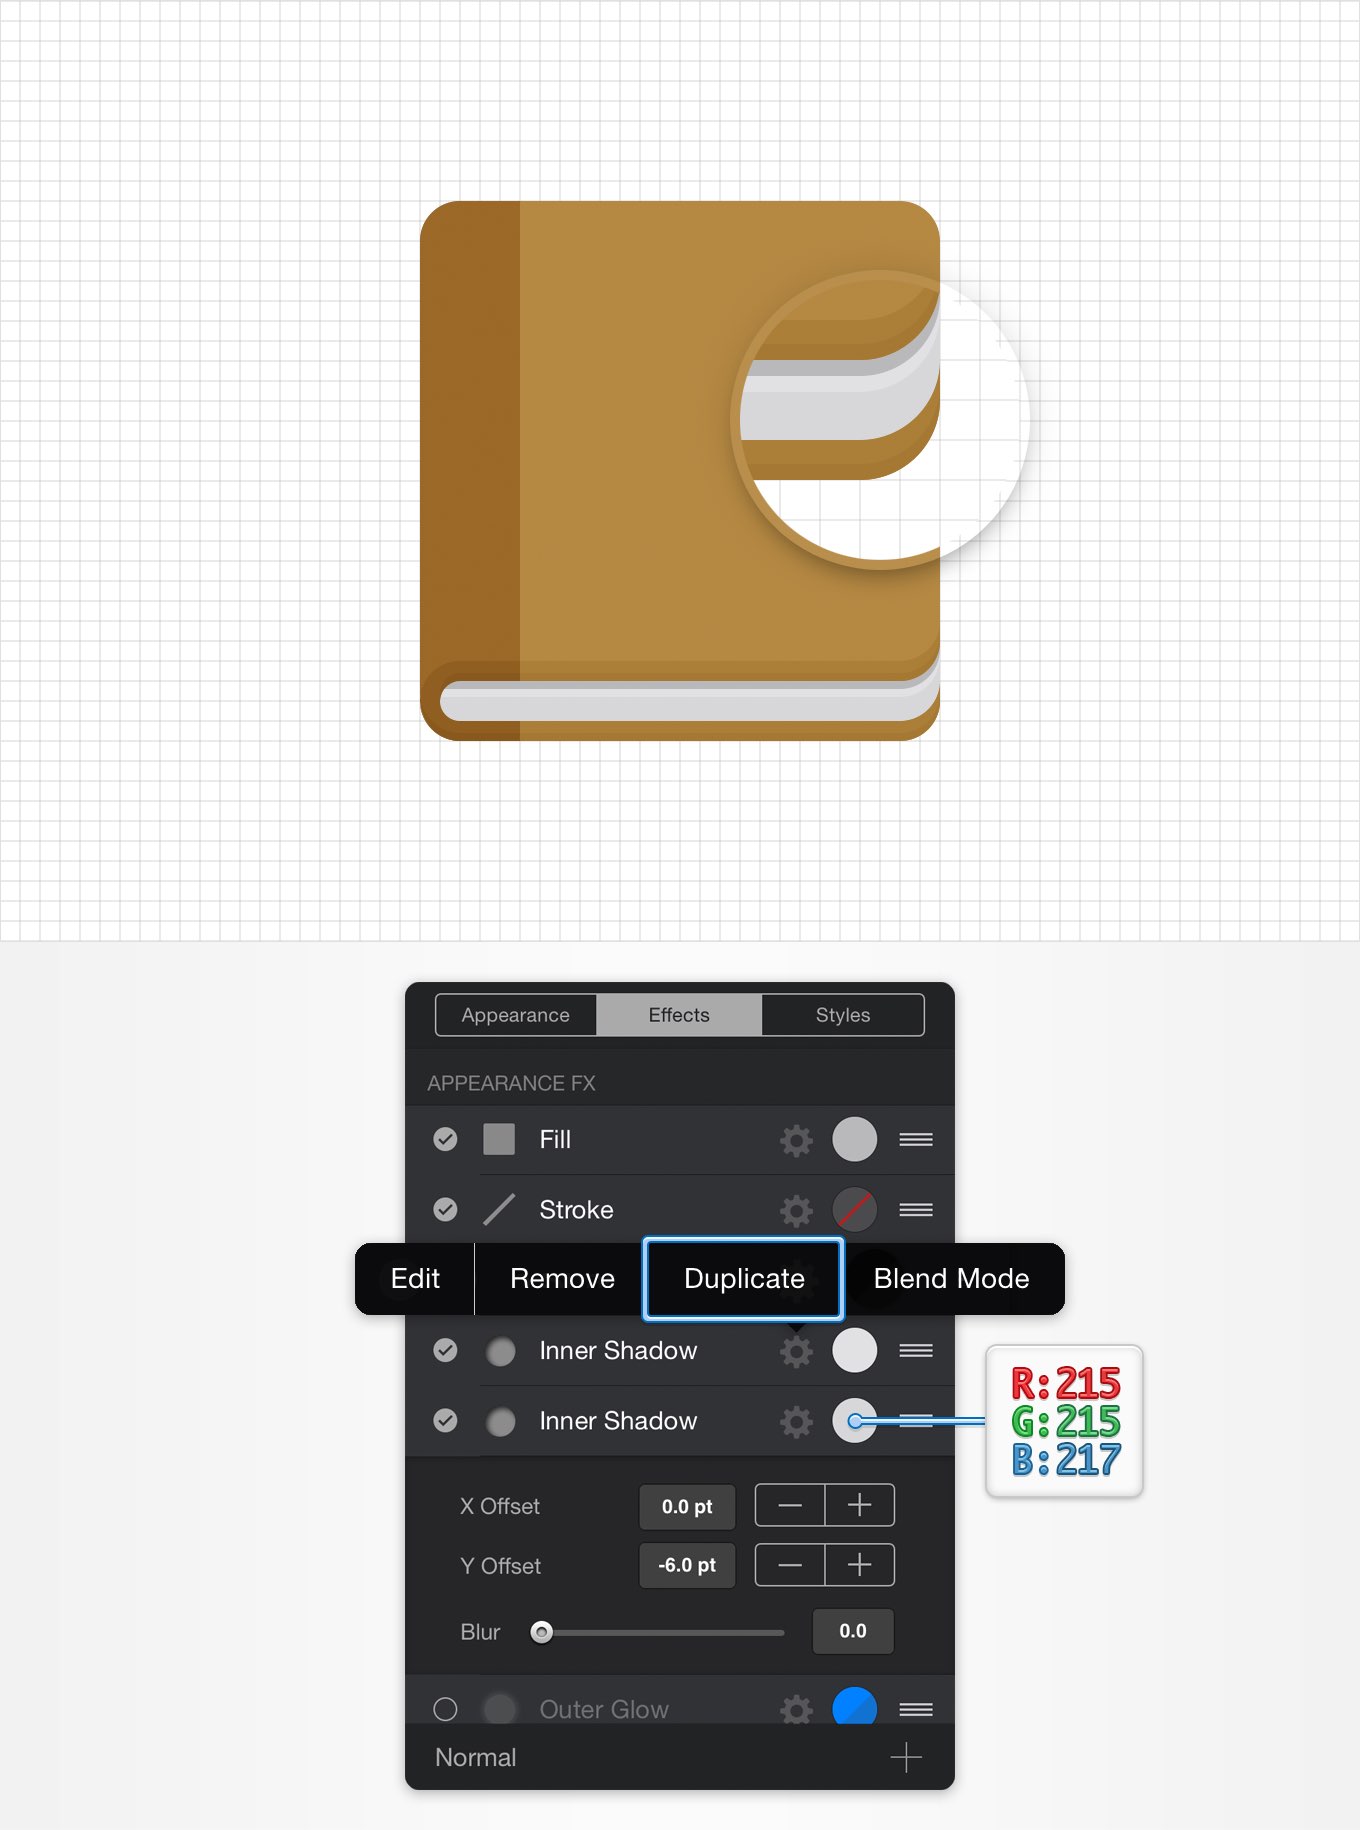 Appearance Effects Styles
APPEARANCE FX
Fill
Stroke
Edit Remove Duplicate Blend Mode
Inner Shadow
Inner Shadow
R:215
G:215
B:217
X Offset 0.0 pt
Y Offset -6.0 pt
Blur 0.0
Outer Glow
Normal